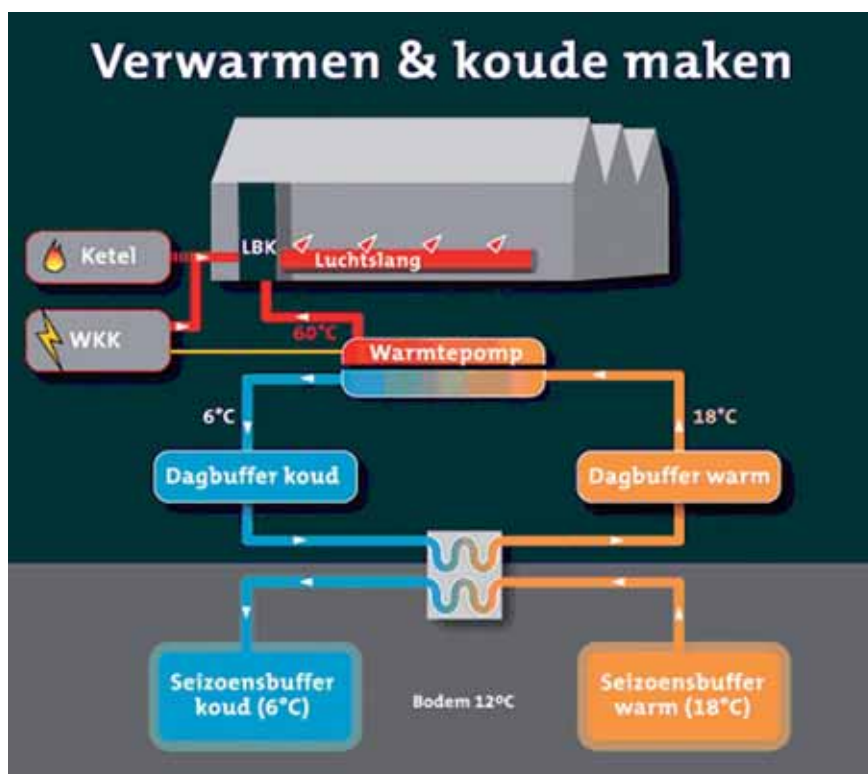 Verwarmen & koude maken
Ketel
LBK
Luchtslang
WKK
60°C
Warmtepomp
6°C
18°C
Dagbuffer koud
Dagbuffer warm
Seizoensbuffer
koud (6°C)
Bodem 12ºC
Seizoensbuffer
warm (18°C)